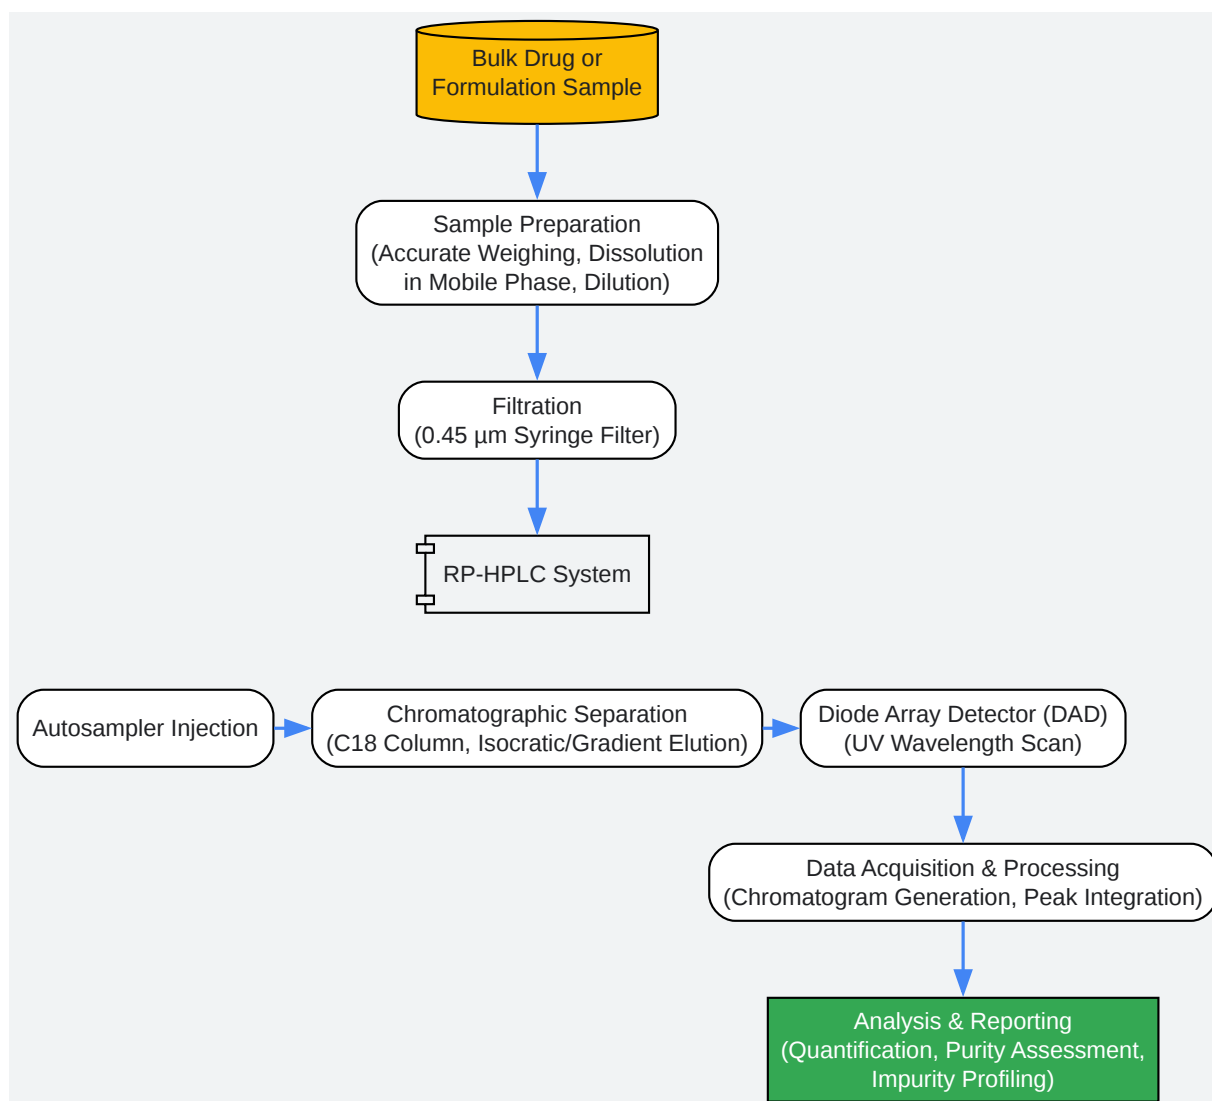 Bulk Drug or
Formulation Sample
Sample Preparation
(Accurate Weighing, Dissolution
in Mobile Phase, Dilution)
Filtration
(0.45 µm Syringe Filter)
RP-HPLC System
Autosampler Injection
Chromatographic Separation
(C18 Column, Isocratic/Gradient Elution)
Diode Array Detector (DAD)
(UV Wavelength Scan)
Data Acquisition & Processing
(Chromatogram Generation, Peak Integration)
Analysis & Reporting
(Quantification, Purity Assessment,
Impurity Profiling)